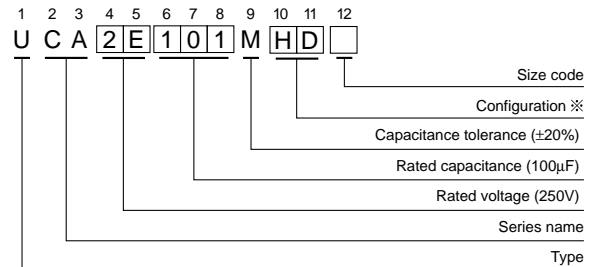 1 2 3 4 5 6 7 8 9 10 11 12
U C A 2 E 1 0 1 M H D
Size code
Configuration ※
Capacitance tolerance (±20%)
Rated capacitance (100µF)
Rated voltage (250V)
Series name
Type